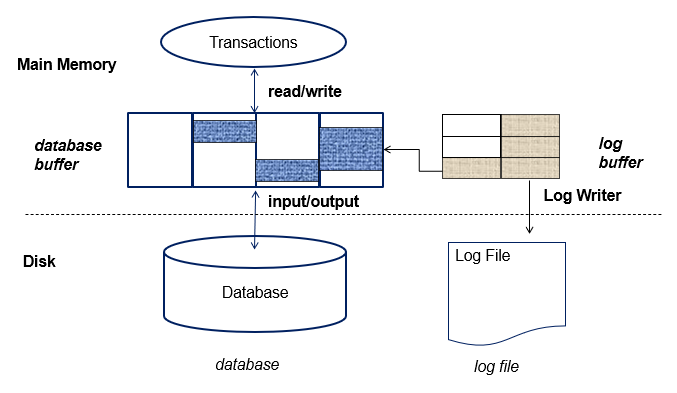 Transactions
Main Memory
read/write
database
buffer
log
buffer
input/output
Log Writer
Disk
Log File
Database
database
log file